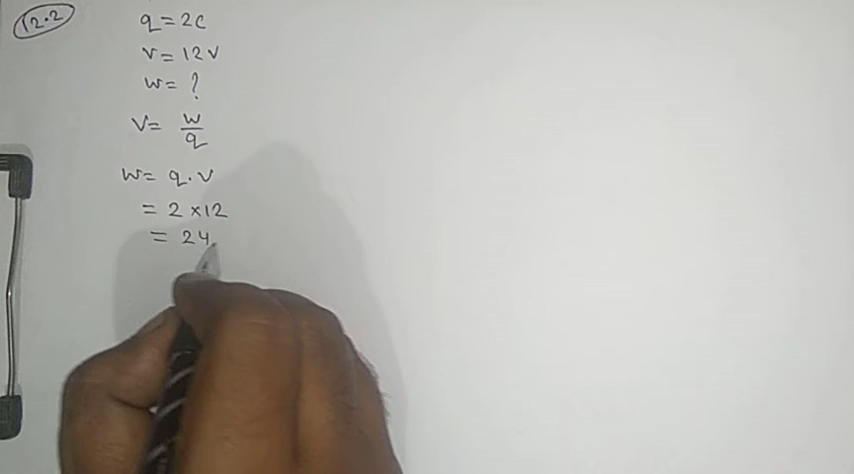 12.2
q = 2C
V = 12V
W = ?
V = W/q
W = q.V
= 2 × 12
= 24